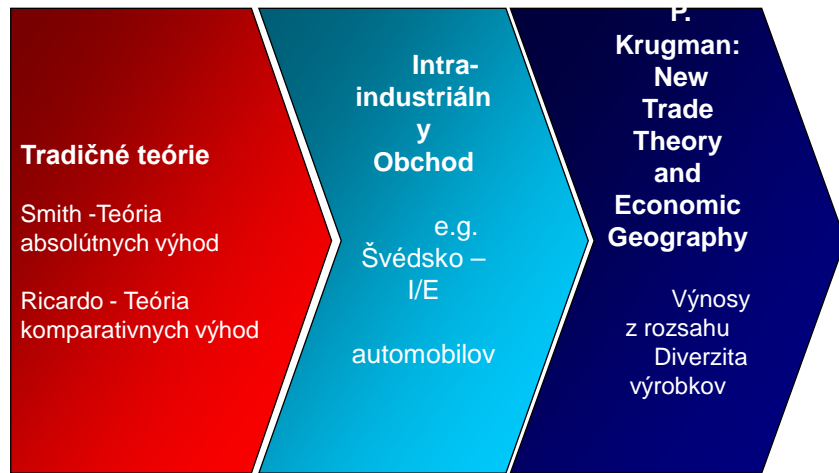 Tradičné teórie
Smith -Teória
absolútnych výhod
Ricardo - Teória
komparativnych výhod
Intra-
industriáln
y
Obchod
e.g.
Švédsko –
I/E
automobilov
P.
Krugman:
New
Trade
Theory
and
Economic
Geography
Výnosy
z rozsahu
Diverzita
výrobkov